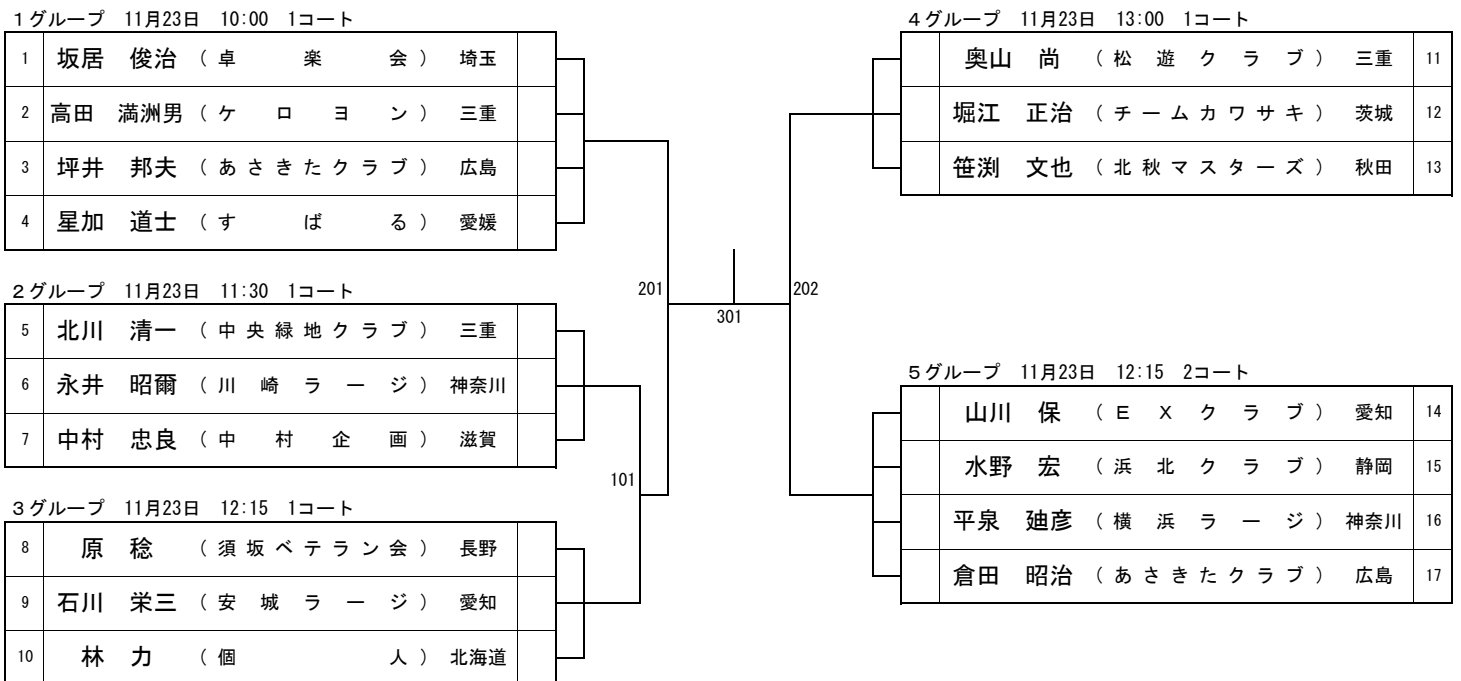 １グループ　11月23日　10:00　1コート
1 坂居　俊治 （卓楽会） 埼玉
2 高田　満洲男 （ケロヨン） 三重
3 坪井　邦夫 （あさきたクラブ） 広島
4 星加　道士 （すばる） 愛媛
２グループ　11月23日　11:30　1コート
5 北川　清一 （中央緑地クラブ） 三重
6 永井　昭爾 （川崎ラージ） 神奈川
7 中村　忠良 （中村企画） 滋賀
３グループ　11月23日　12:15　1コート
8 原　稔 （須坂ベテラン会） 長野
9 石川　栄三 （安城ラージ） 愛知
10 林　力 （個人） 北海道
101
201
301
202
４グループ　11月23日　13:00　1コート
奥山　尚 （松遊クラブ） 三重 11
堀江　正治 （チームカワサキ） 茨城 12
笹渕　文也 （北秋マスターズ） 秋田 13
５グループ　11月23日　12:15　2コート
山川　保 （ＥＸクラブ） 愛知 14
水野　宏 （浜北クラブ） 静岡 15
平泉　廸彦 （横浜ラージ） 神奈川 16
倉田　昭治 （あさきたクラブ） 広島 17